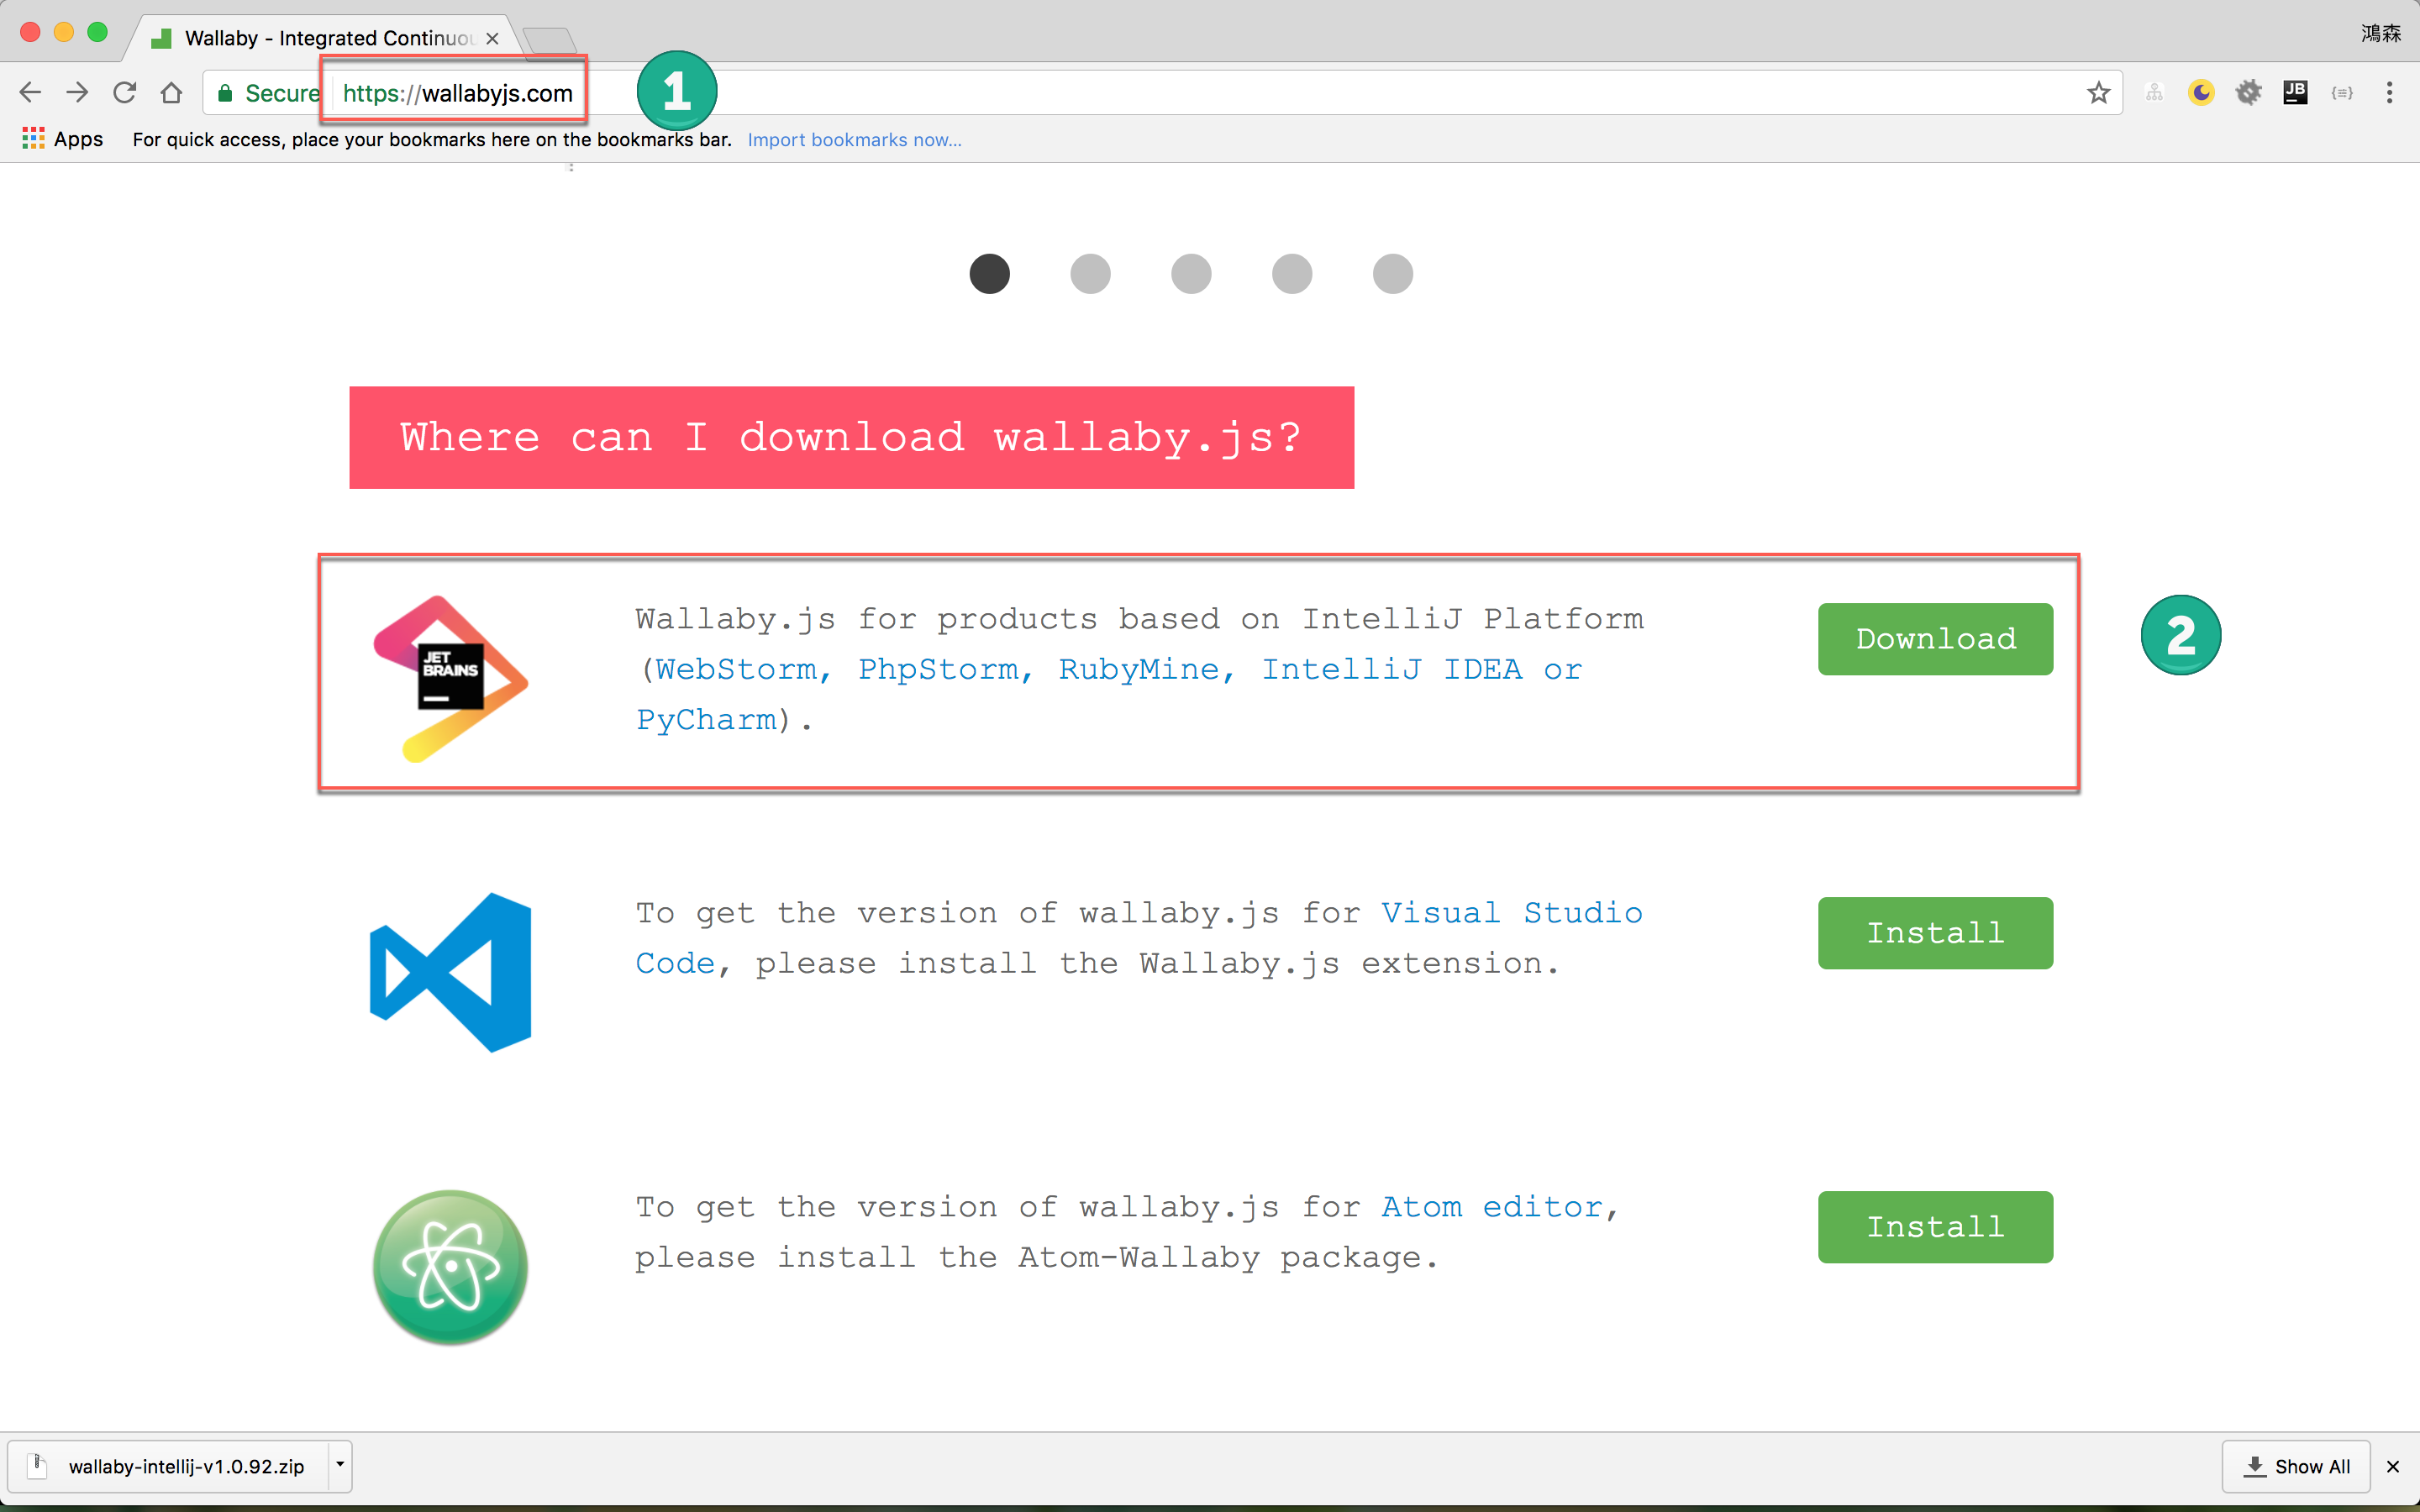 Wallaby - Integrated Continuou
鴻森
Secure https://wallabyjs.com
1
JB
Apps For quick access, place your bookmarks here on the bookmarks bar. Import bookmarks now...
Where can I download wallaby.js?
JET
BRAINS
Wallaby.js for products based on IntelliJ Platform
(WebStorm, PhpStorm, RubyMine, IntelliJ IDEA or
PyCharm).
Download
2
To get the version of wallaby.js for Visual Studio
Code, please install the Wallaby.js extension.
Install
To get the version of wallaby.js for Atom editor,
please install the Atom-Wallaby package.
Install
wallaby-intellij-v1.0.92.zip
Show All